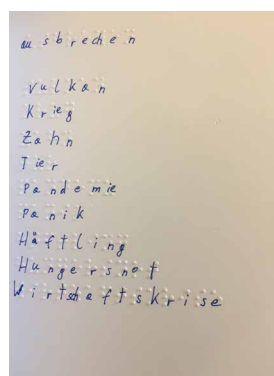 ausbrechen
Vulkan
Krieg
Zahn
Tier
Pandemie
Panik
Häftling
Hungersnot
Wirtschaftskrise